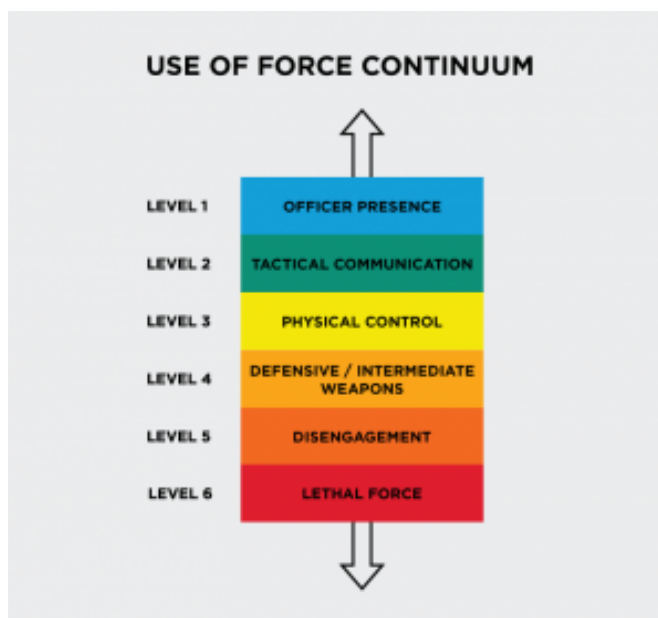 USE OF FORCE CONTINUUM
LEVEL 1 OFFICER PRESENCE
LEVEL 2 TACTICAL COMMUNICATION
LEVEL 3 PHYSICAL CONTROL
LEVEL 4 DEFENSIVE / INTERMEDIATE
WEAPONS
LEVEL 5 DISENGAGEMENT
LEVEL 6 LETHAL FORCE